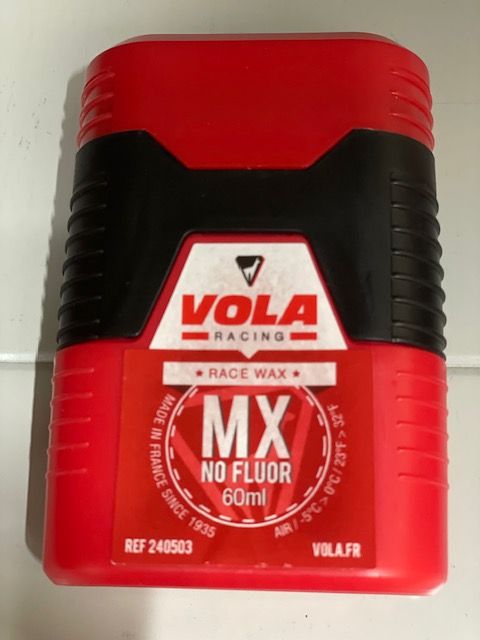 VOLA
RACING
★ RACE WAX ★
MX
NO FLUOR
60ml
MADE IN FRANCE SINCE 1935
AIR / -5°C > 0°C / 23°F > 32°F
REF 240503
VOLA.FR